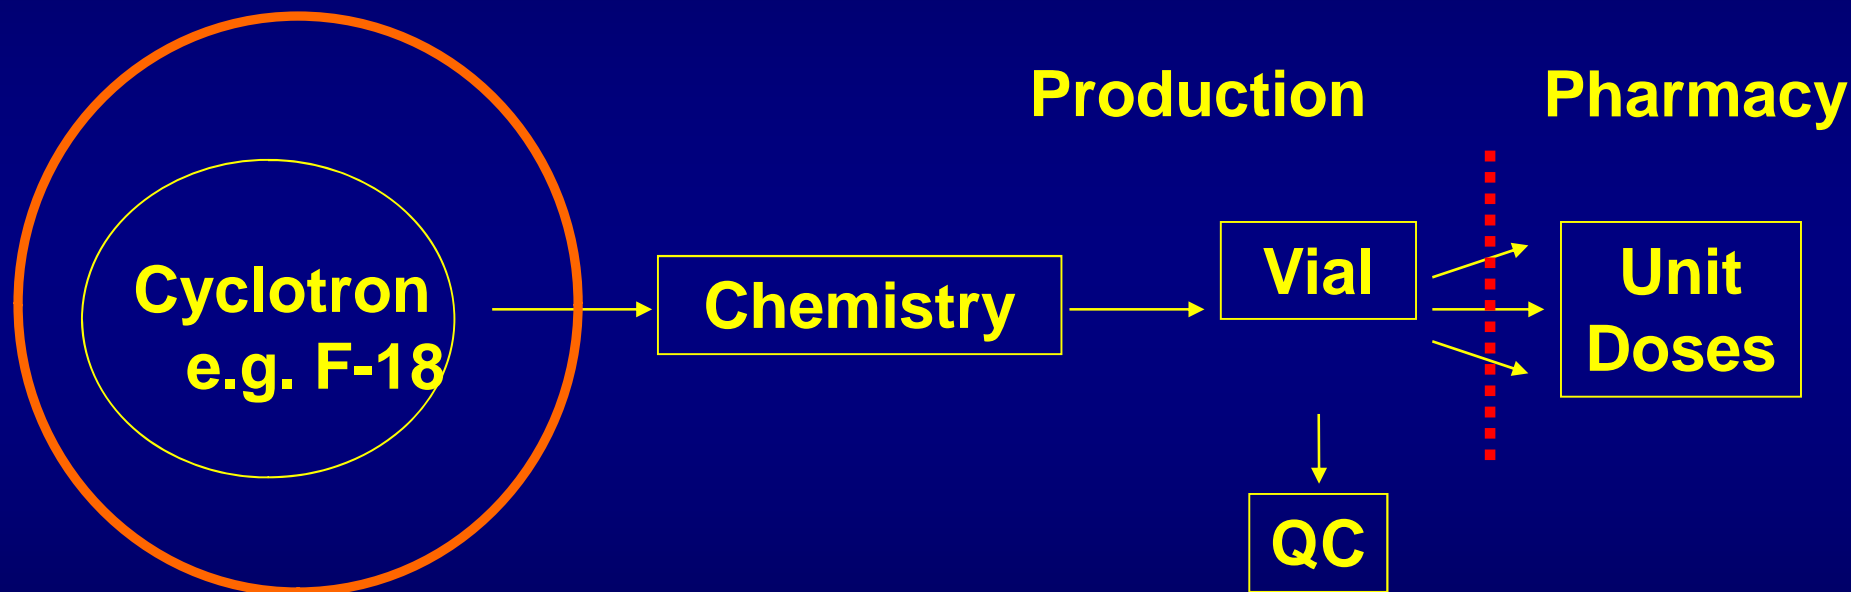 Production
Pharmacy
Cyclotron
e.g. F-18
Chemistry
Vial
Unit
Doses
QC